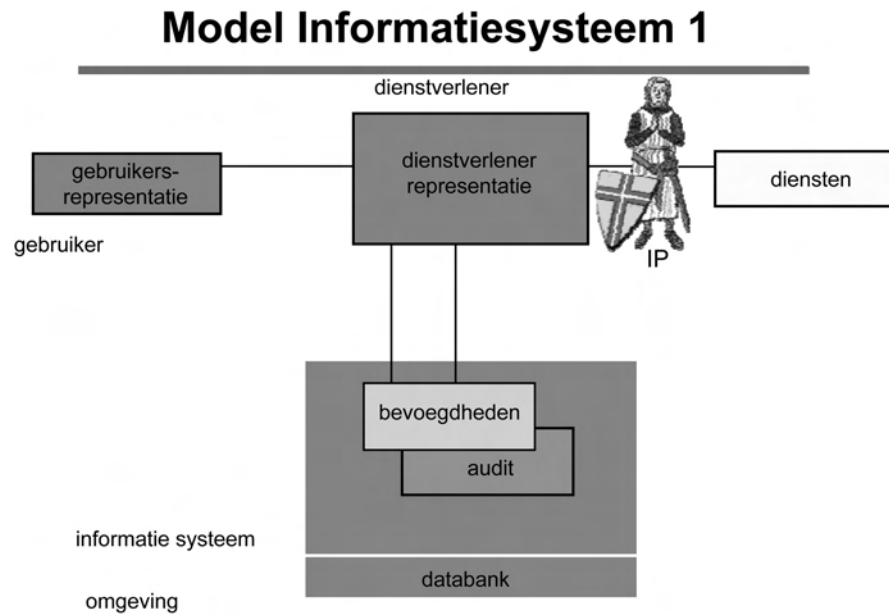 Model Informatiesysteem 1
dienstverlener
gebruikers-
representatie
dienstverlener
representatie
diensten
gebruiker
IP
bevoegdheden
audit
informatie systeem
databank
omgeving